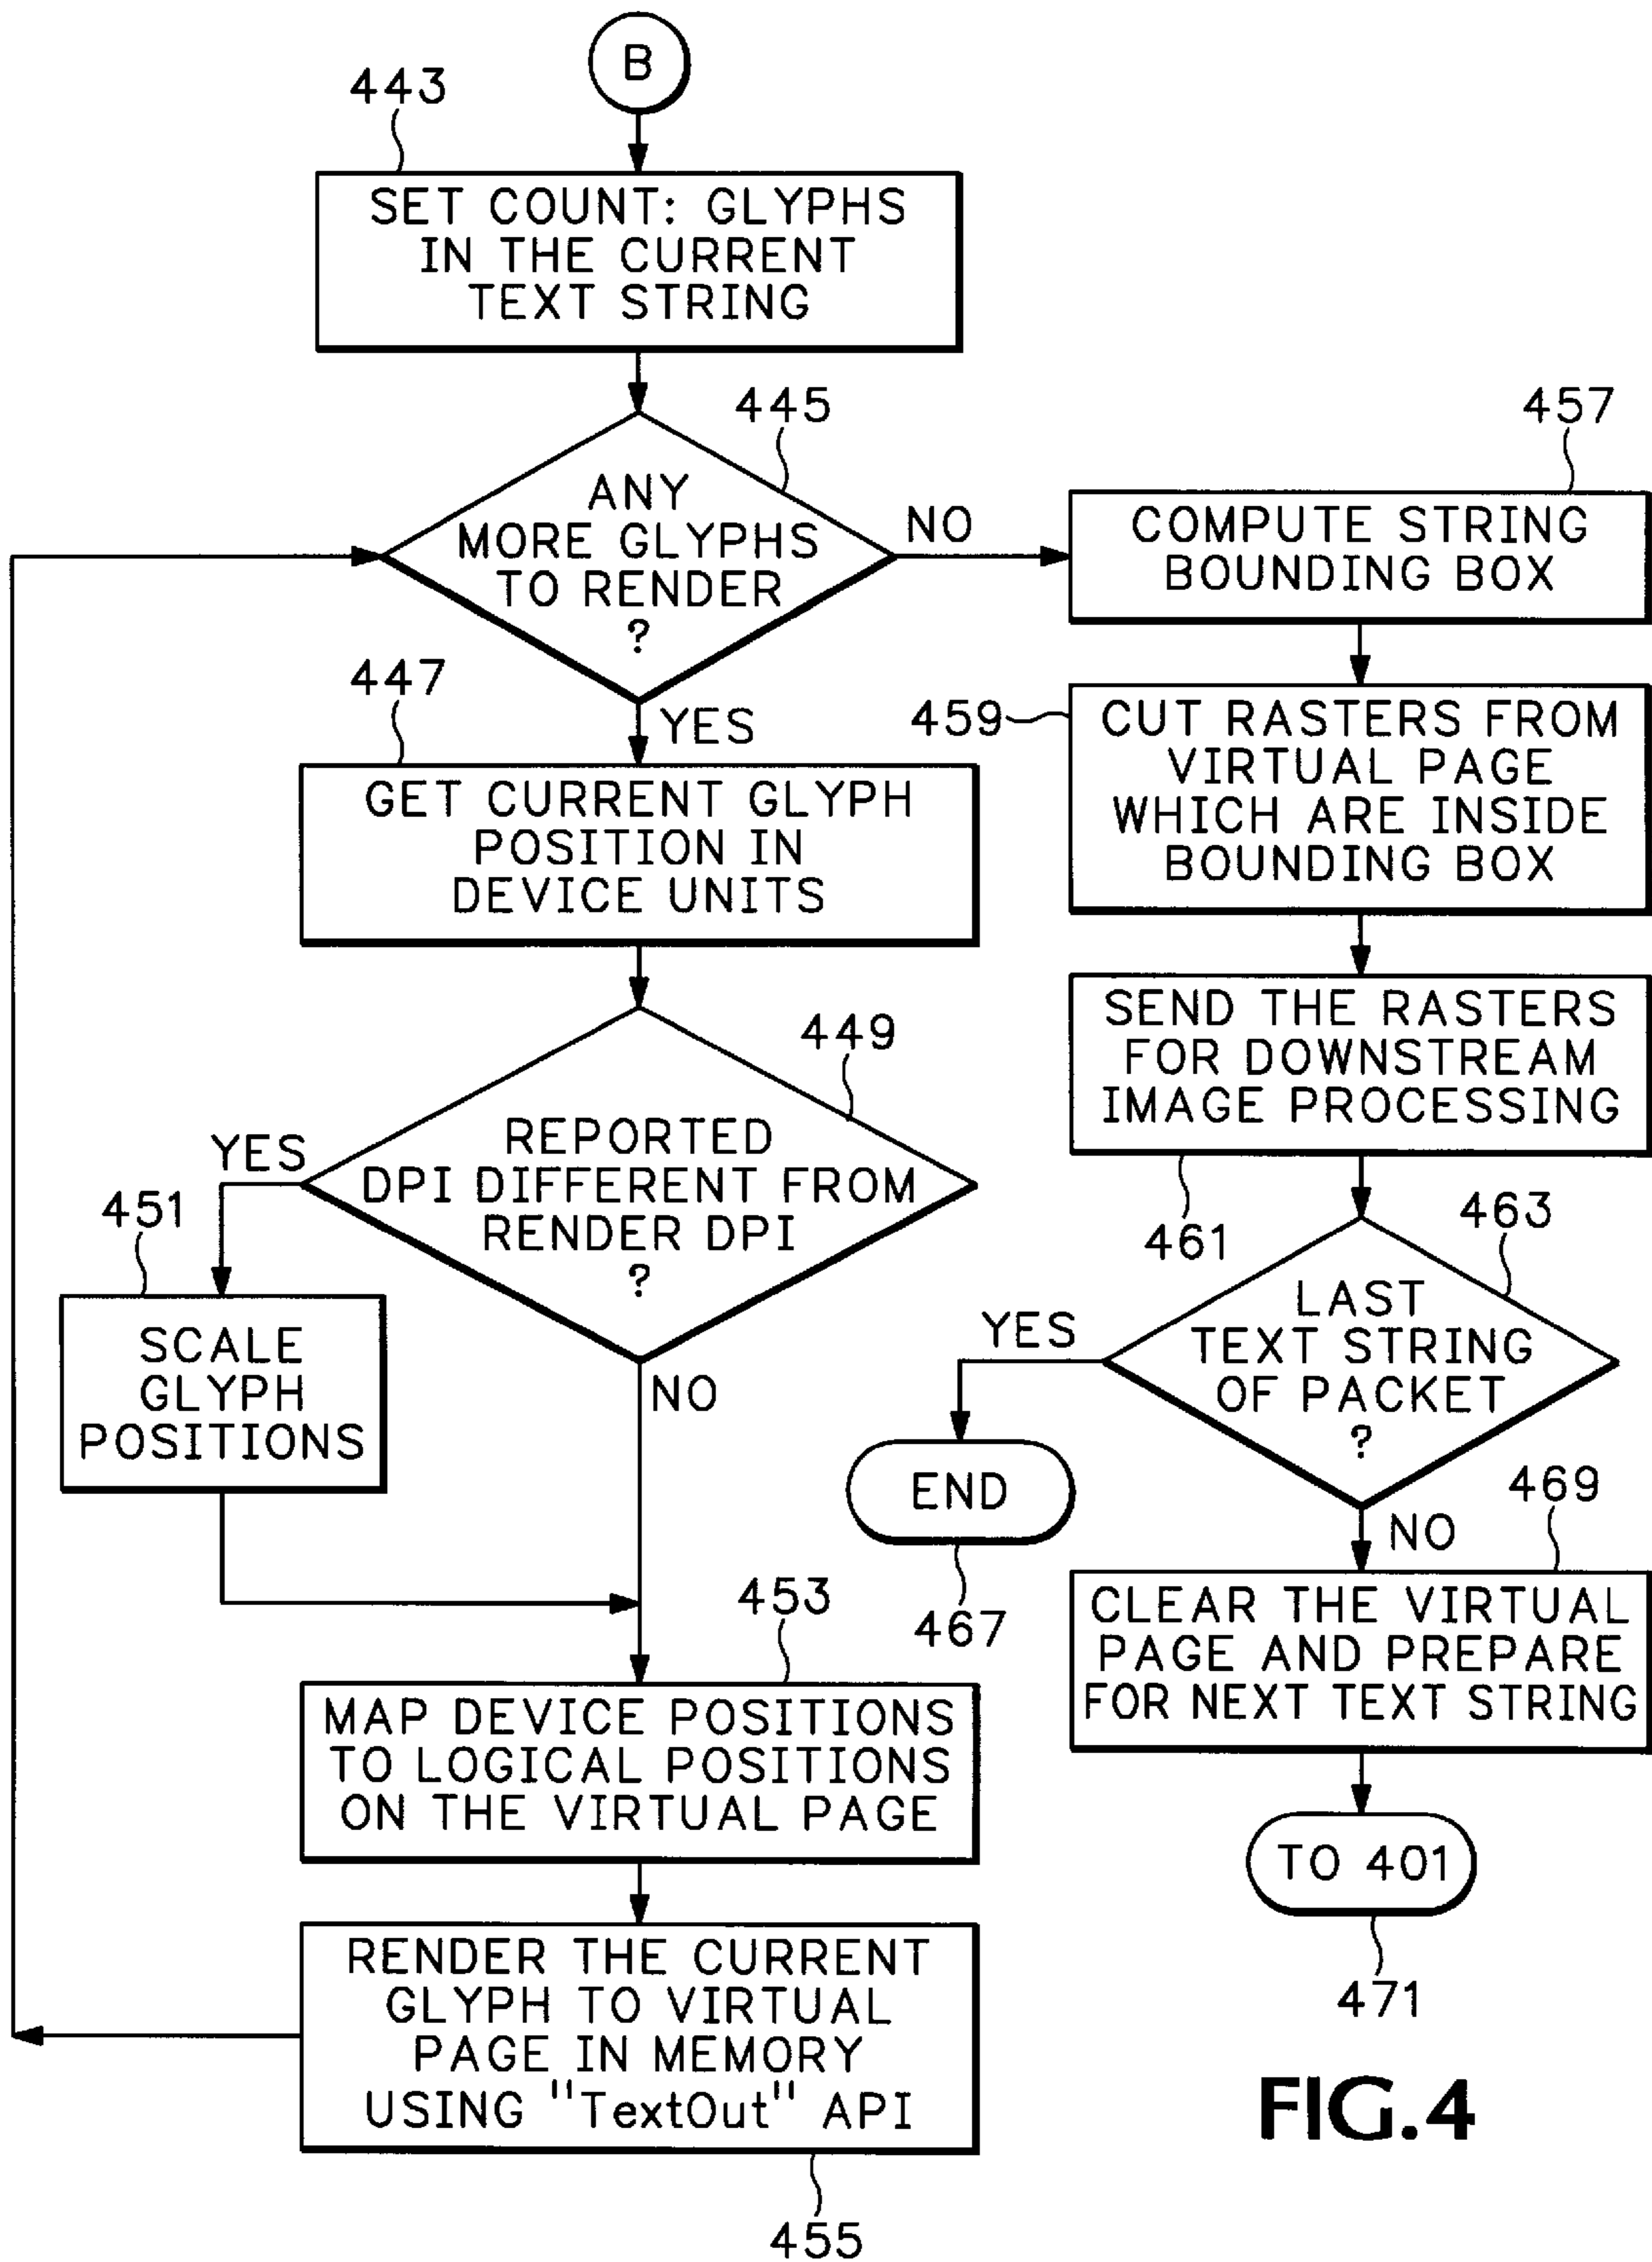 B
443
SET COUNT: GLYPHS
IN THE CURRENT
TEXT STRING
445
ANY
MORE GLYPHS
TO RENDER
?
NO
YES
447
GET CURRENT GLYPH
POSITION IN
DEVICE UNITS
449
REPORTED
DPI DIFFERENT FROM
RENDER DPI
?
YES
NO
451
SCALE
GLYPH
POSITIONS
453
MAP DEVICE POSITIONS
TO LOGICAL POSITIONS
ON THE VIRTUAL PAGE
RENDER THE CURRENT
GLYPH TO VIRTUAL
PAGE IN MEMORY
USING "TextOut" API
455
457
COMPUTE STRING
BOUNDING BOX
459
CUT RASTERS FROM
VIRTUAL PAGE
WHICH ARE INSIDE
BOUNDING BOX
SEND THE RASTERS
FOR DOWNSTREAM
IMAGE PROCESSING
461
463
LAST
TEXT STRING
OF PACKET
?
YES
END
467
NO
469
CLEAR THE VIRTUAL
PAGE AND PREPARE
FOR NEXT TEXT STRING
TO 401
471
FIG.4